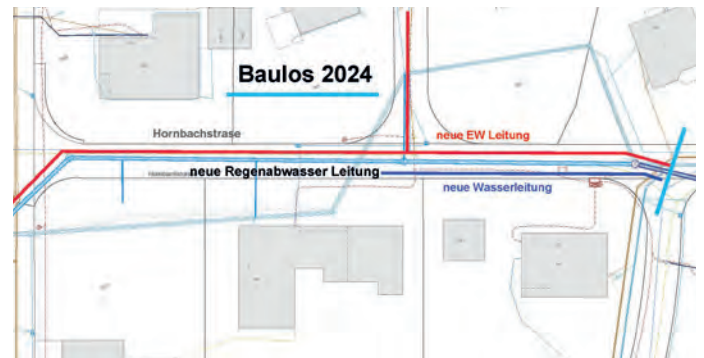 Baulos 2024
Hornbachstrase
neue EW Leitung
neue Regenabwasser Leitung
neue Wasserleitung